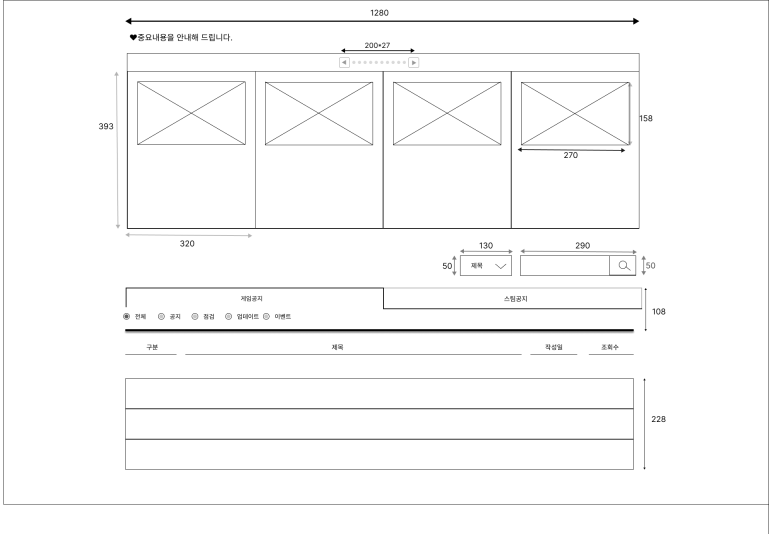 1280
♥중요내용을 안내해 드립니다.
200*27
393
158
270
320
130 290
50 제목 50
게임공지 스팀공지
전체 공지 점검 업데이트 이벤트
108
구분 제목 작성일 조회수
228